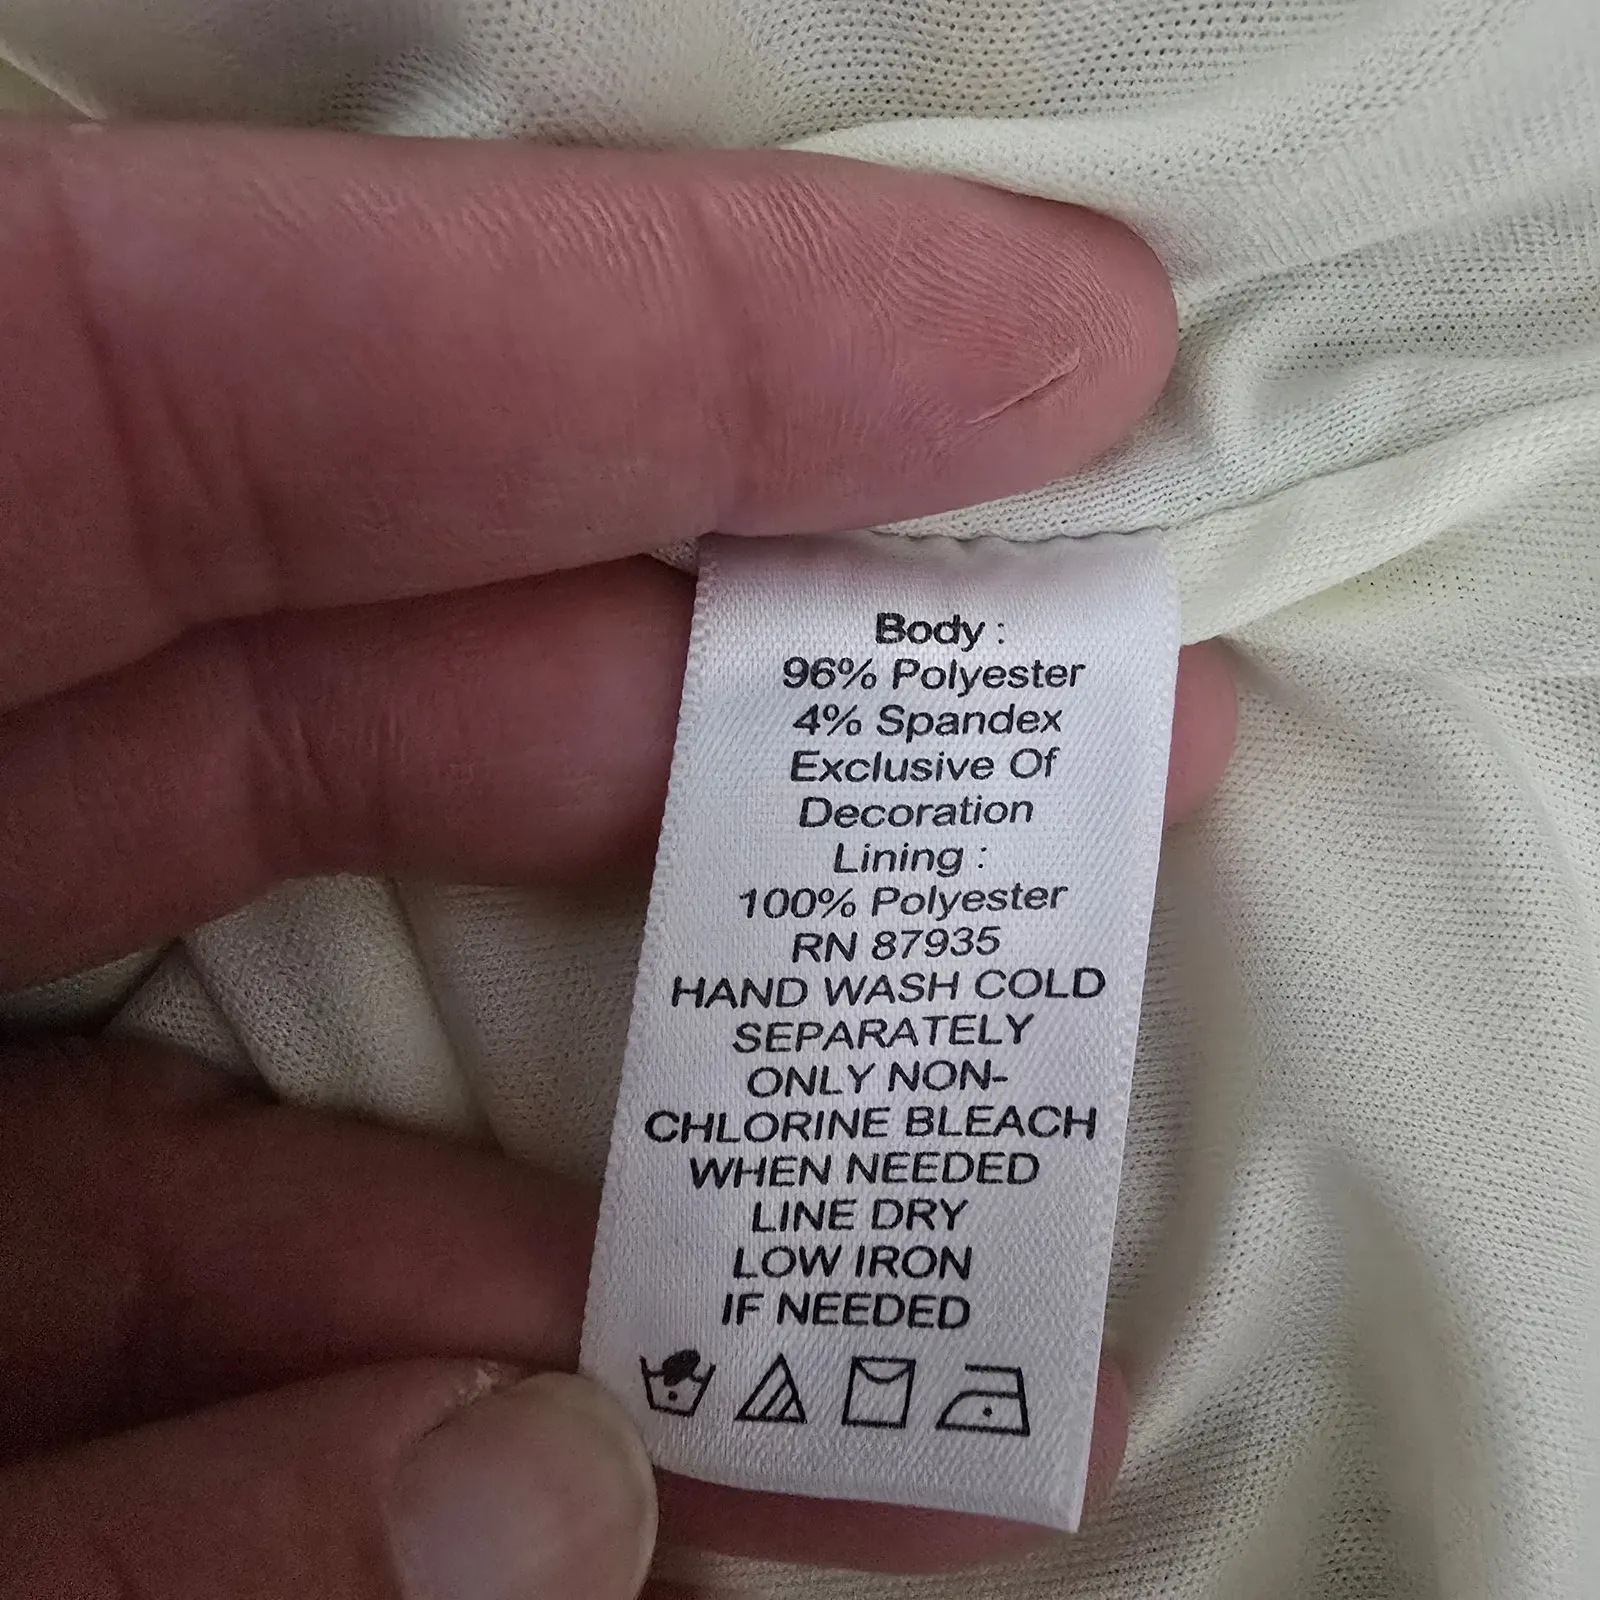 Body :
96% Polyester
4% Spandex
Exclusive Of
Decoration
Lining :
100% Polyester
RN 87935
HAND WASH COLD
SEPARATELY
ONLY NON-
CHLORINE BLEACH
WHEN NEEDED
LINE DRY
LOW IRON
IF NEEDED